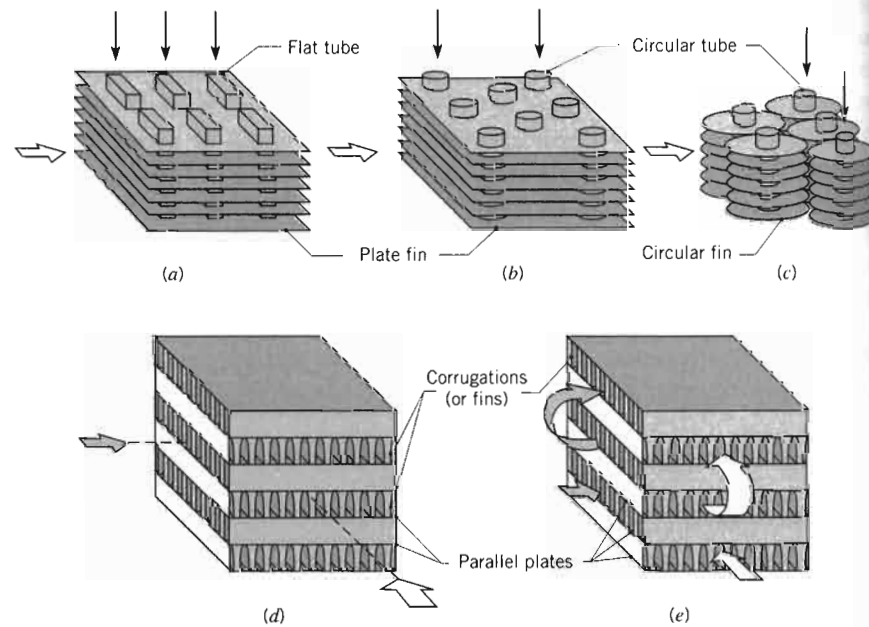 Flat tube
Circular tube
Plate fin
Circular fin
(a)
(b)
(c)
Corrugations
(or fins)
Parallel plates
(d)
(e)